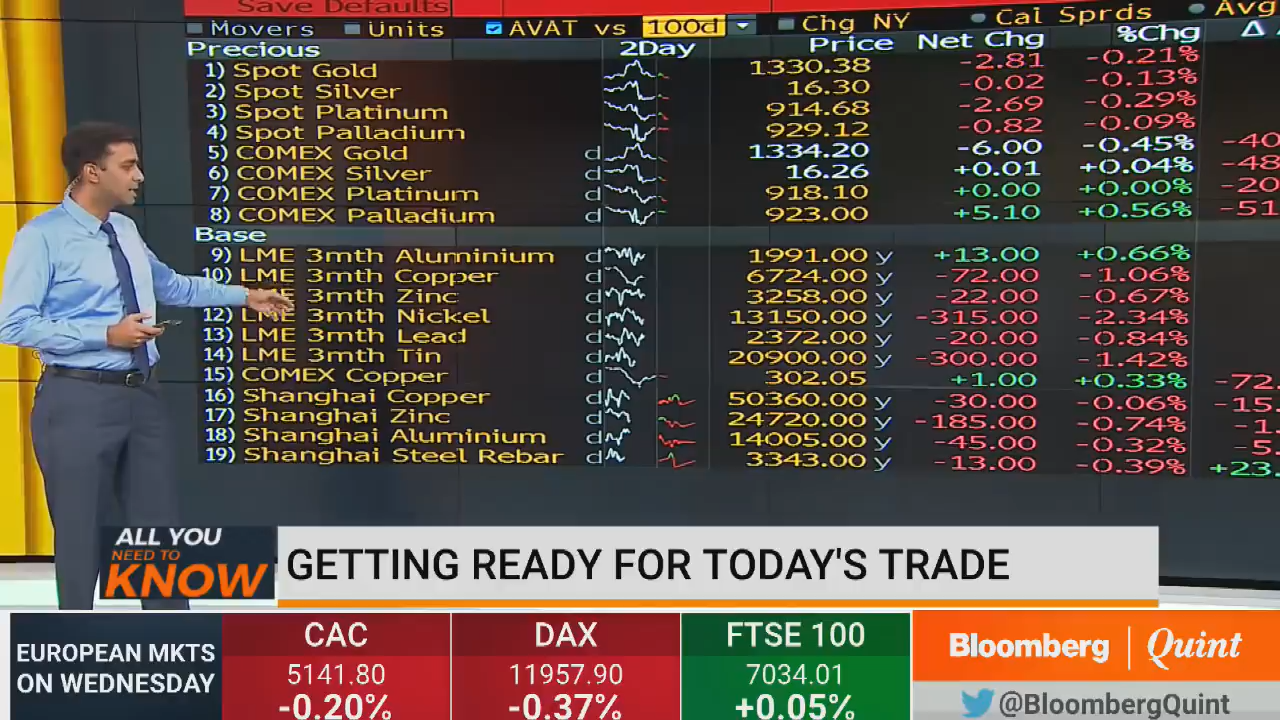 Save Defaults
Movers Units AVAT vs 100d Chg NY Cal Sprds Avg
Precious 2Day Price Net Chg %Chg Δ
1) Spot Gold 1330.38 -2.81 -0.21%
2) Spot Silver 16.30 -0.02 -0.13%
3) Spot Platinum 914.68 -2.69 -0.29%
4) Spot Palladium 929.12 -0.82 -0.09%
5) COMEX Gold d 1334.20 -6.00 -0.45% -40
6) COMEX Silver d 16.26 +0.01 +0.04% -48
7) COMEX Platinum d 918.10 +0.00 +0.00% -20
8) COMEX Palladium d 923.00 +5.10 +0.56% -51
Base
9) LME 3mth Aluminium d 1991.00 y +13.00 +0.66%
10) LME 3mth Copper d 6724.00 y -72.00 -1.06%
3mth Zinc d 3258.00 y -22.00 -0.67%
12) LME 3mth Nickel d 13150.00 y -315.00 -2.34%
13) LME 3mth Lead d 2372.00 y -20.00 -0.84%
14) LME 3mth Tin d 20900.00 y -300.00 -1.42%
15) COMEX Copper d 302.05 +1.00 +0.33% -72.
16) Shanghai Copper d 50360.00 y -30.00 -0.06% -15.
17) Shanghai Zinc d 24720.00 y -185.00 -0.74% -1.
18) Shanghai Aluminium d 14005.00 y -45.00 -0.32% -5.
19) Shanghai Steel Rebar d 3343.00 y -13.00 -0.39% +23.
ALL YOU
NEED TO
KNOW
GETTING READY FOR TODAY'S TRADE
EUROPEAN MKTS
ON WEDNESDAY
CAC
5141.80
-0.20%
DAX
11957.90
-0.37%
FTSE 100
7034.01
+0.05%
Bloomberg | Quint
@BloombergQuint